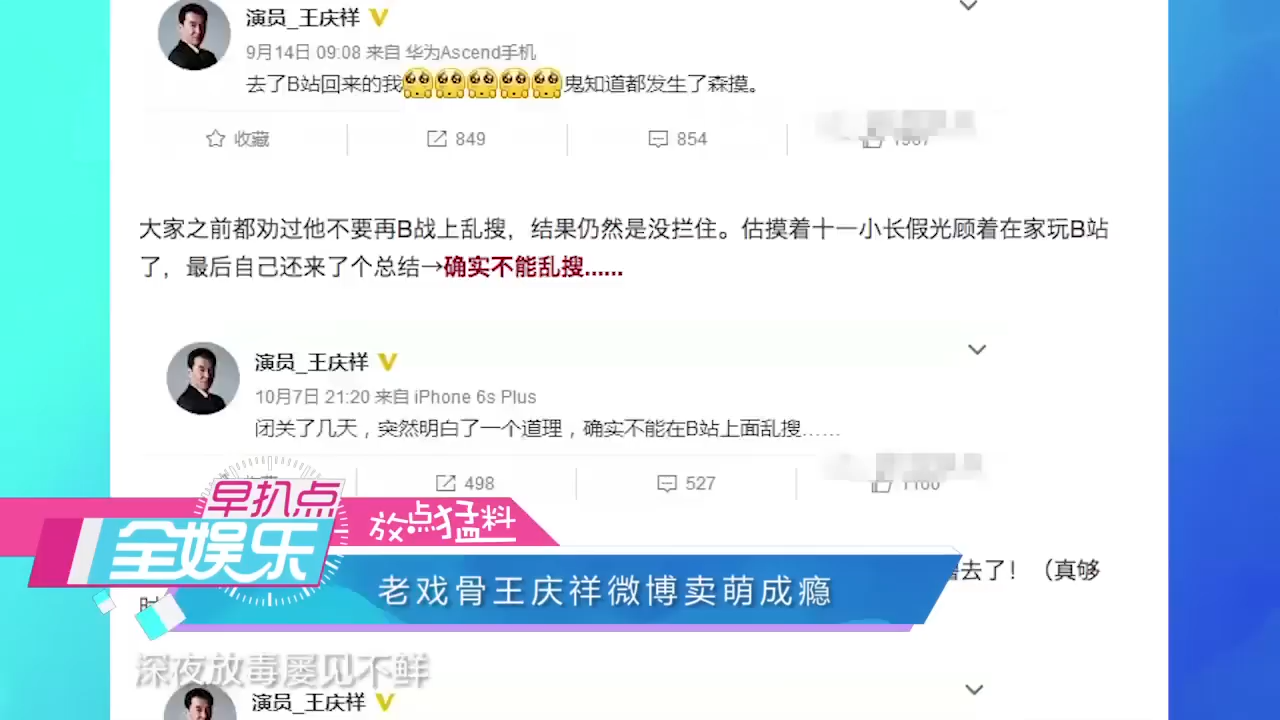 演员_王庆祥
9月14日 09:08 来自 华为Ascend手机
去了B站回来的我🥺🥺🥺🥺🥺鬼知道都发生了森摸。
收藏 849 854 1967
大家之前都劝过他不要再B战上乱搜，结果仍然是没拦住。估摸着十一小长假光顾着在家玩B站
了，最后自己还来了个总结→确实不能乱搜......
演员_王庆祥
10月7日 21:20 来自 iPhone 6s Plus
闭关了几天，突然明白了一个道理，确实不能在B站上面乱搜……
498 527 1160
早扒点
全娱乐
放点猛料
去了！（真够
老戏骨王庆祥微博卖萌成瘾
深夜放毒屡见不鲜
演员_王庆祥